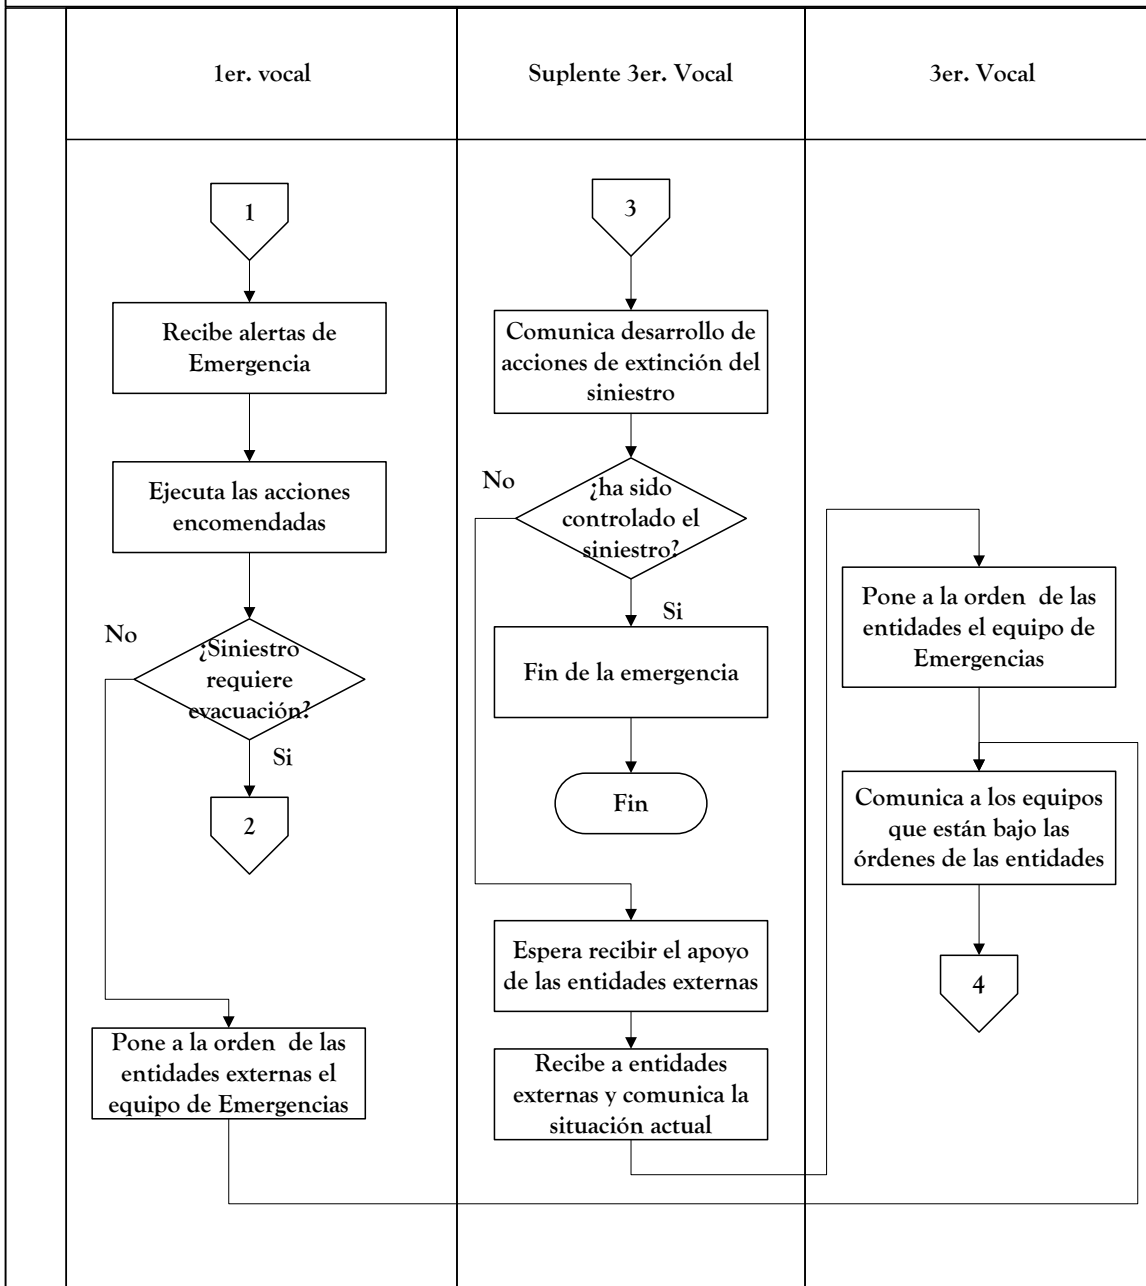 1er. vocal
Suplente 3er. Vocal
3er. Vocal
1
Recibe alertas de
Emergencia
Ejecuta las acciones
encomendadas
¿Siniestro
requiere
evacuación?
No
Si
2
Pone a la orden de las
entidades externas el
equipo de Emergencias
3
Comunica desarrollo de
acciones de extinción del
siniestro
¿ha sido
controlado el
siniestro?
No
Si
Fin de la emergencia
Fin
Espera recibir el apoyo
de las entidades externas
Recibe a entidades
externas y comunica la
situación actual
Pone a la orden de las
entidades el equipo de
Emergencias
Comunica a los equipos
que están bajo las
órdenes de las entidades
4